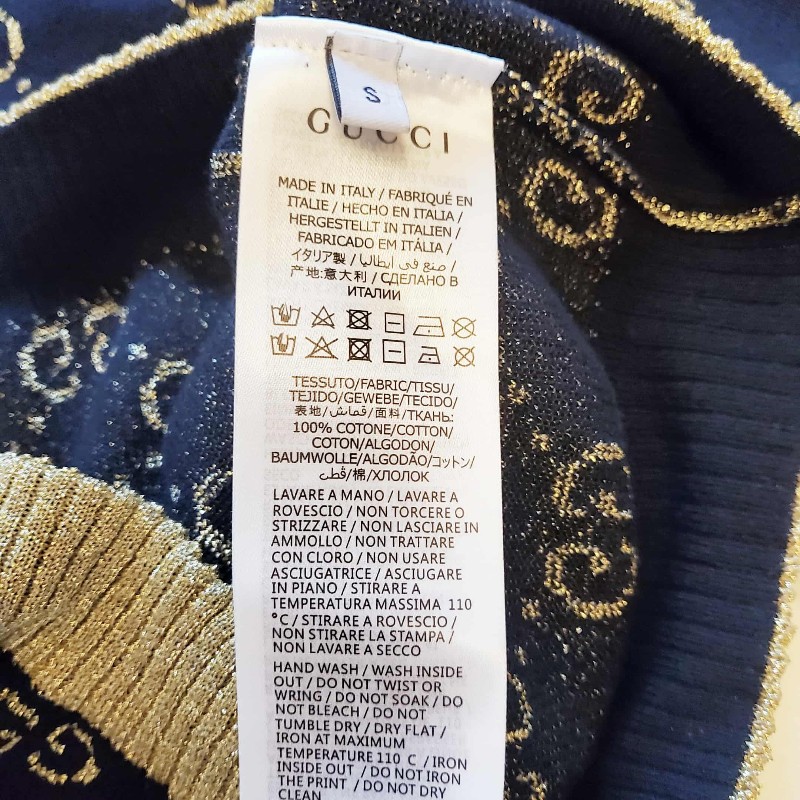 S
GUCCI
MADE IN ITALY / FABRIQUÉ EN
ITALIE / HECHO EN ITALIA /
HERGESTELLT IN ITALIEN /
FABRICADO EM ITÁLIA /
イタリア製 / صنع في ايطاليا /
产地:意大利 / СДЕЛАНО В
ИТАЛИИ
TESSUTO/FABRIC/TISSU/
TEJIDO/GEWEBE/TECIDO/
表地/قماش/面料/ТКАНЬ:
100% COTONE/COTTON/
COTON/ALGODON/
BAUMWOLLE/ALGODÃO/コットン/
قطن/棉/ХЛОПОК
LAVARE A MANO / LAVARE A
ROVESCIO / NON TORCERE O
STRIZZARE / NON LASCIARE IN
AMMOLLO / NON TRATTARE
CON CLORO / NON USARE
ASCIUGATRICE / ASCIUGARE
IN PIANO / STIRARE A
TEMPERATURA MASSIMA 110
°C / STIRARE A ROVESCIO /
NON STIRARE LA STAMPA /
NON LAVARE A SECCO
HAND WASH / WASH INSIDE
OUT / DO NOT TWIST OR
WRING / DO NOT SOAK / DO
NOT BLEACH / DO NOT
TUMBLE DRY / DRY FLAT /
IRON AT MAXIMUM
TEMPERATURE 110 C / IRON
INSIDE OUT / DO NOT IRON
THE PRINT / DO NOT DRY
CLEAN